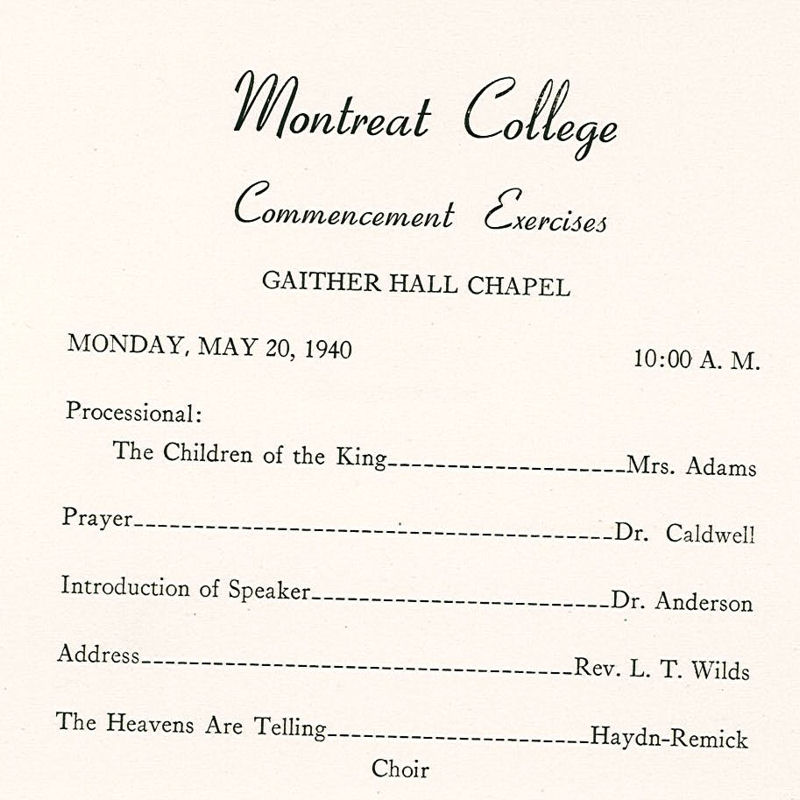 Montreat College
Commencement Exercises
GAITHER HALL CHAPEL
MONDAY, MAY 20, 1940 10:00 A. M.
Processional:
The Children of the King------------------------Mrs. Adams
Prayer------------------------------------------------Dr. Caldwell
Introduction of Speaker------------------------------Dr. Anderson
Address--------------------------------------------Rev. L. T. Wilds
The Heavens Are Telling--------------------------Haydn-Remick
Choir